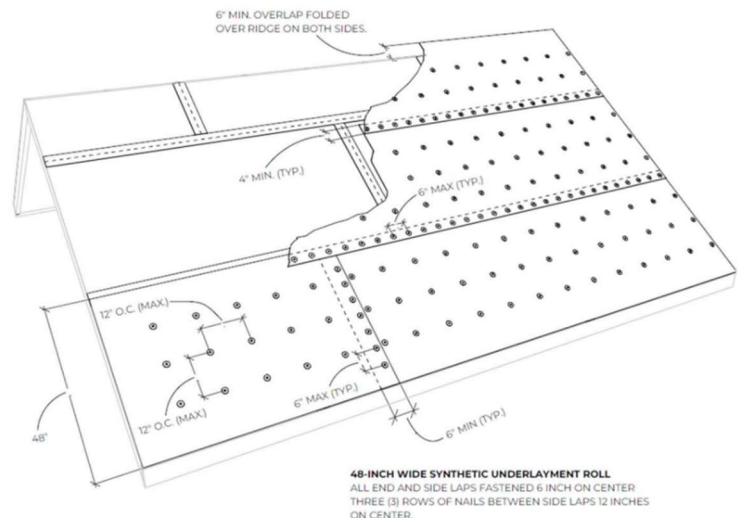 6" MIN. OVERLAP FOLDED
OVER RIDGE ON BOTH SIDES.
4" MIN. (TYP.)
6" MAX (TYP.)
12" O.C. (MAX.)
12" O.C. (MAX.)
6" MAX (TYP.)
48"
6" MIN (TYP.)
48-INCH WIDE SYNTHETIC UNDERLAYMENT ROLL
ALL END AND SIDE LAPS FASTENED 6 INCH ON CENTER
THREE (3) ROWS OF NAILS BETWEEN SIDE LAPS 12 INCHES
ON CENTER.